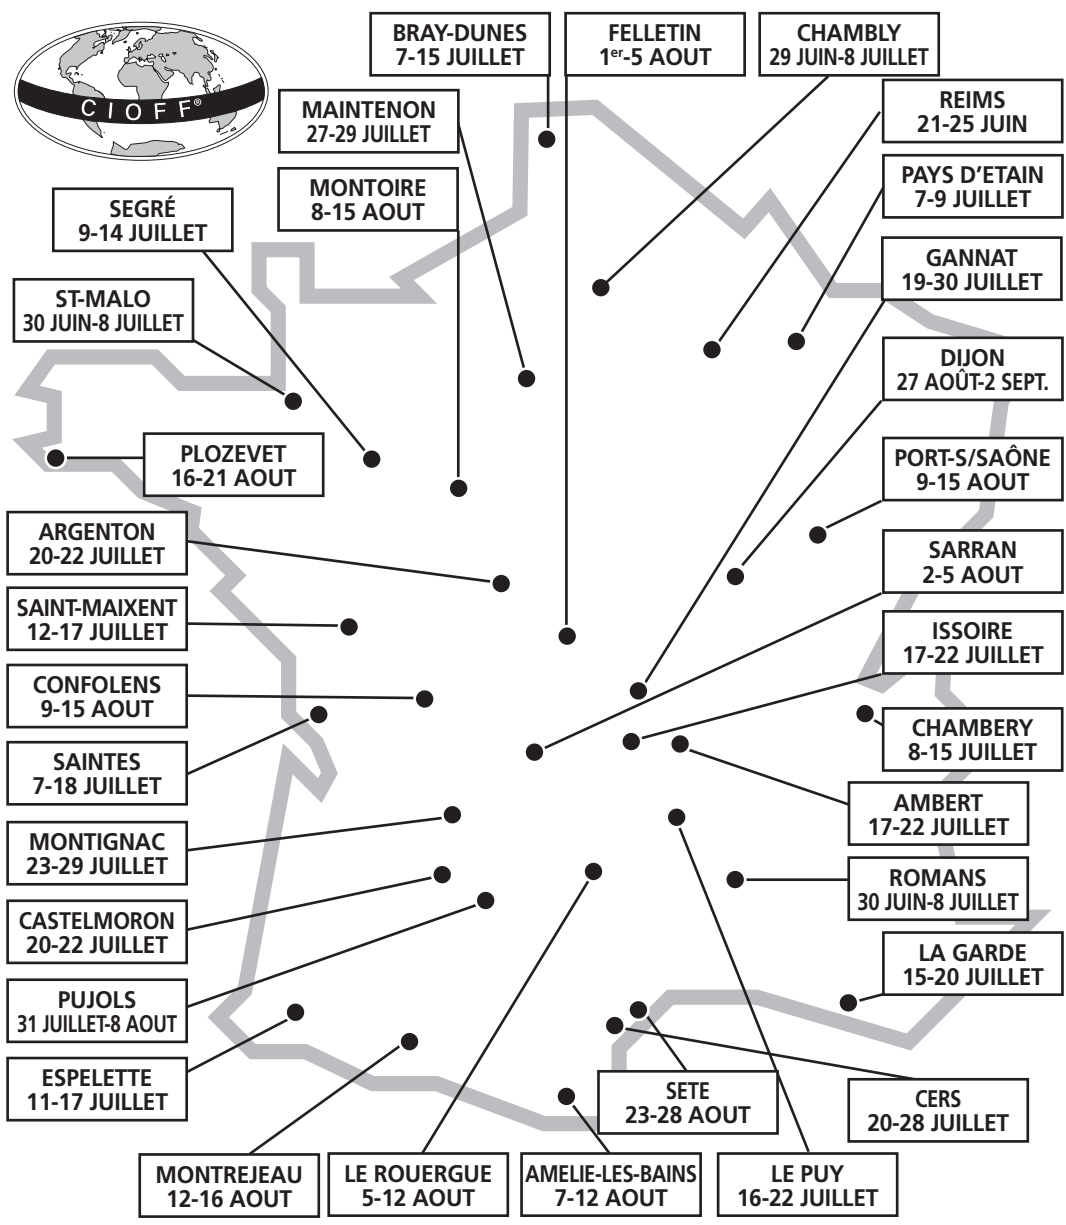 CIOFF®
BRAY-DUNES
7-15 JUILLET
FELLETIN
1er-5 AOUT
CHAMBLY
29 JUIN-8 JUILLET
MAINTENON
27-29 JUILLET
REIMS
21-25 JUIN
MONTOIRE
8-15 AOUT
PAYS D'ETAIN
7-9 JUILLET
SEGRÉ
9-14 JUILLET
GANNAT
19-30 JUILLET
ST-MALO
30 JUIN-8 JUILLET
DIJON
27 AOÛT-2 SEPT.
PLOZEVET
16-21 AOUT
PORT-S/SAÔNE
9-15 AOUT
ARGENTON
20-22 JUILLET
SARRAN
2-5 AOUT
SAINT-MAIXENT
12-17 JUILLET
ISSOIRE
17-22 JUILLET
CONFOLENS
9-15 AOUT
CHAMBERY
8-15 JUILLET
SAINTES
7-18 JUILLET
AMBERT
17-22 JUILLET
MONTIGNAC
23-29 JUILLET
ROMANS
30 JUIN-8 JUILLET
CASTELMORON
20-22 JUILLET
LA GARDE
15-20 JUILLET
PUJOLS
31 JUILLET-8 AOUT
ESPELETTE
11-17 JUILLET
SETE
23-28 AOUT
CERS
20-28 JUILLET
MONTREJEAU
12-16 AOUT
LE ROUERGUE
5-12 AOUT
AMELIE-LES-BAINS
7-12 AOUT
LE PUY
16-22 JUILLET